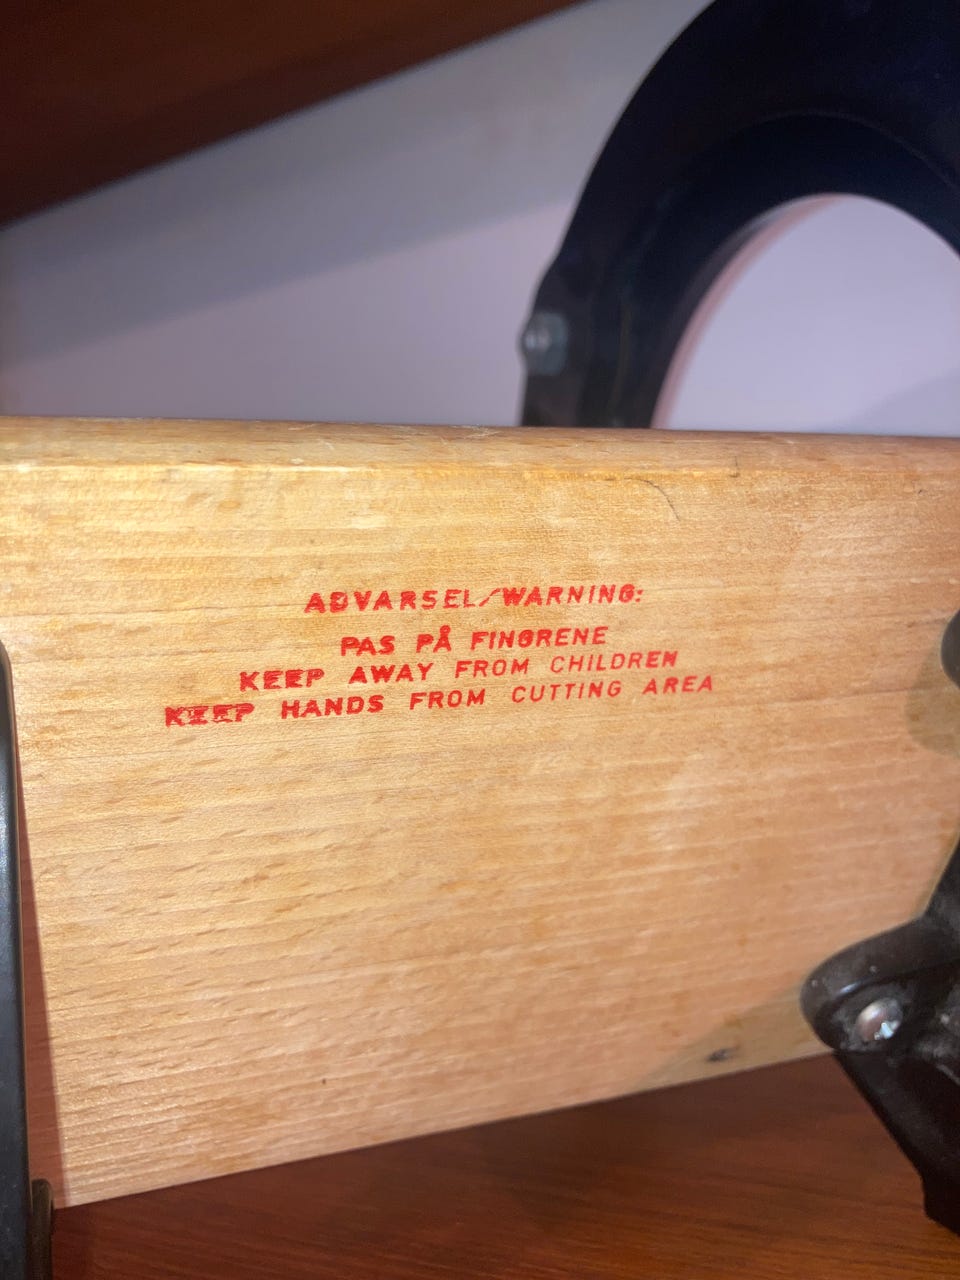 ADVARSEL/WARNING:
PAS PÅ FINGRENE
KEEP AWAY FROM CHILDREN
KEEP HANDS FROM CUTTING AREA